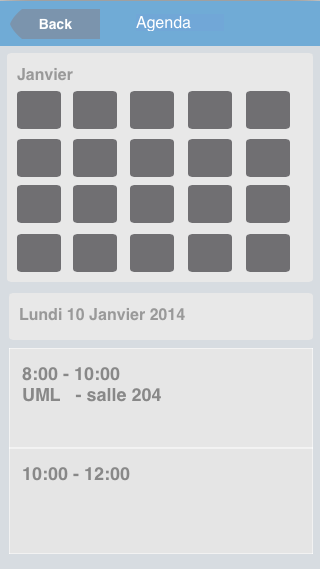 Back
Agenda
Janvier
Lundi 10 Janvier 2014
8:00 - 10:00
UML - salle 204
10:00 - 12:00